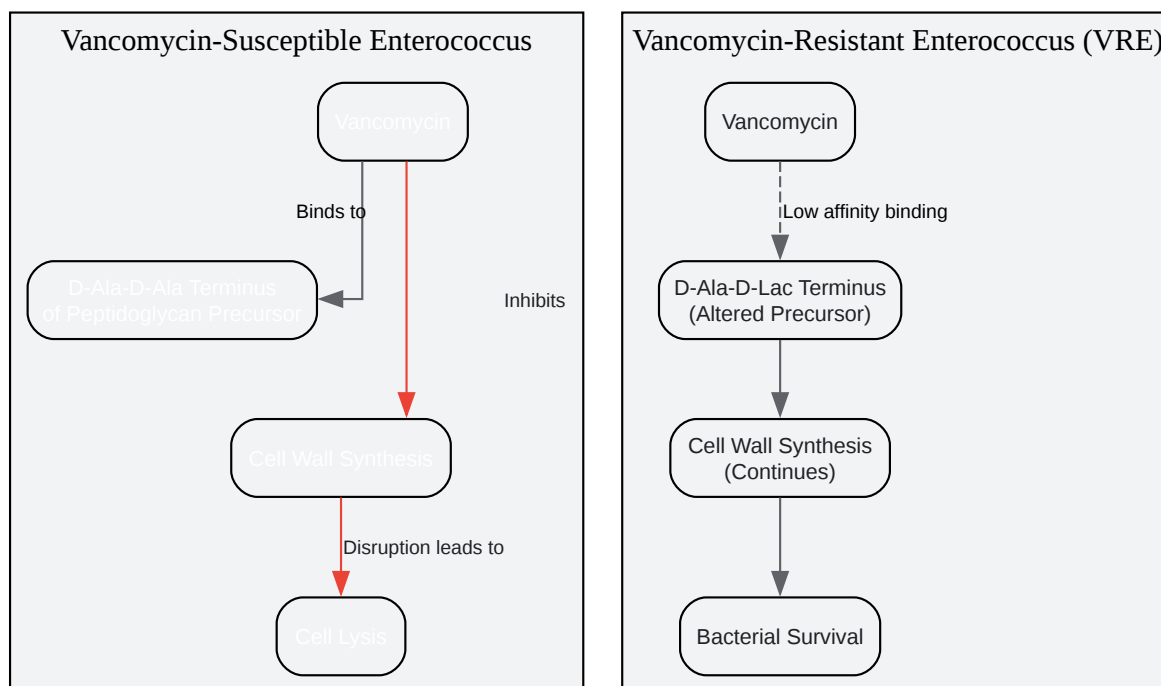 Vancomycin-Susceptible Enterococcus
Vancomycin
Binds to
D-Ala-D-Ala Terminus
of Peptidoglycan Precursor
Inhibits
Cell Wall Synthesis
Disruption leads to
Cell Lysis
Vancomycin-Resistant Enterococcus (VRE)
Vancomycin
Low affinity binding
D-Ala-D-Lac Terminus
(Altered Precursor)
Cell Wall Synthesis
(Continues)
Bacterial Survival